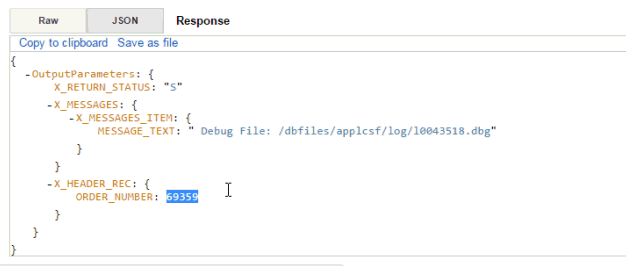 Raw JSON Response
Copy to clipboard Save as file
{
-OutputParameters: {
X_RETURN_STATUS: "S"
-X_MESSAGES: {
-X_MESSAGES_ITEM: {
MESSAGE_TEXT: " Debug File: /dbfiles/applcsf/log/l0043518.dbg"
}
}
-X_HEADER_REC: {
ORDER_NUMBER: 69359
}
}
}